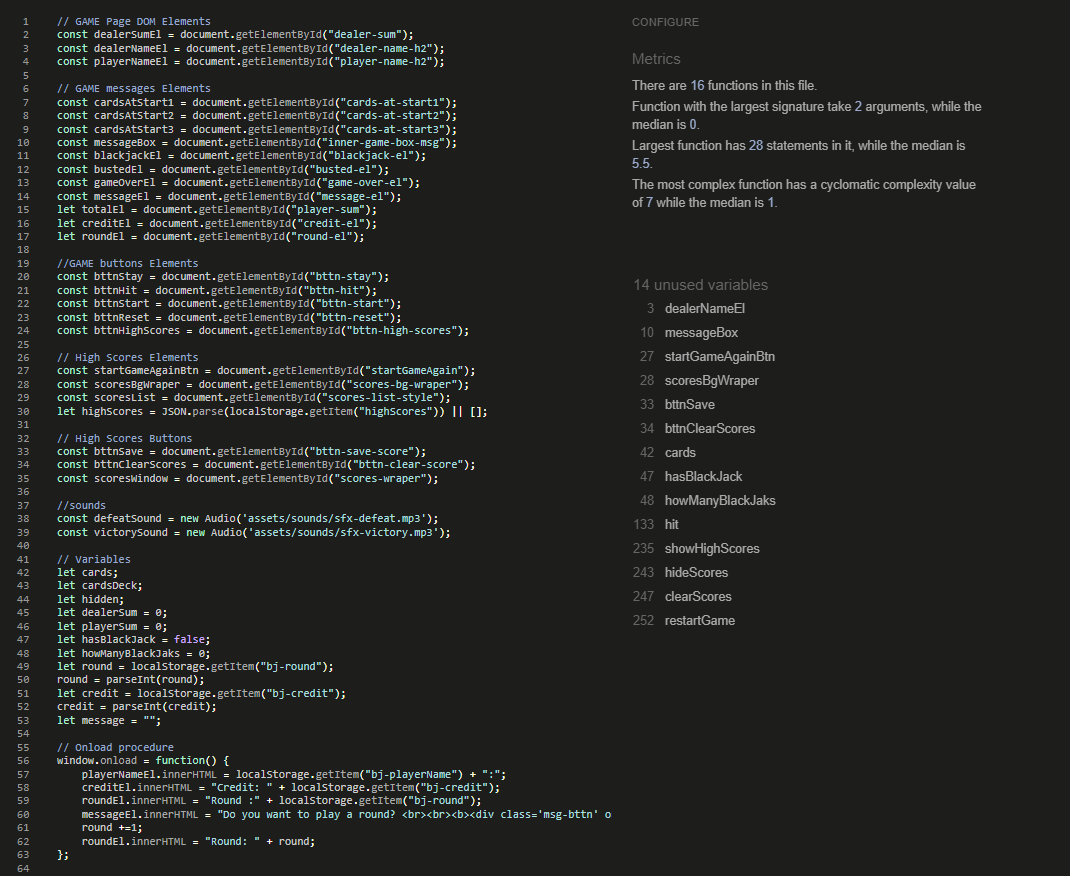 1 // GAME Page DOM Elements
2 const dealerSumEl = document.getElementById("dealer-sum");
3 const dealerNameEl = document.getElementById("dealer-name-h2");
4 const playerNameEl = document.getElementById("player-name-h2");
5
6 // GAME messages Elements
7 const cardsAtStart1 = document.getElementById("cards-at-start1");
8 const cardsAtStart2 = document.getElementById("cards-at-start2");
9 const cardsAtStart3 = document.getElementById("cards-at-start3");
10 const messageBox = document.getElementById("inner-game-box-msg");
11 const blackjackEl = document.getElementById("blackjack-el");
12 const bustedEl = document.getElementById("busted-el");
13 const gameOverEl = document.getElementById("game-over-el");
14 const messageEl = document.getElementById("message-el");
15 let totalEl = document.getElementById("player-sum");
16 let creditEl = document.getElementById("credit-el");
17 let roundEl = document.getElementById("round-el");
18
19 //GAME buttons Elements
20 const bttnStay = document.getElementById("bttn-stay");
21 const bttnHit = document.getElementById("bttn-hit");
22 const bttnStart = document.getElementById("bttn-start");
23 const bttnReset = document.getElementById("bttn-reset");
24 const bttnHighScores = document.getElementById("bttn-high-scores");
25
26 // High Scores Elements
27 const startGameAgainBtn = document.getElementById("startGameAgain");
28 const scoresBgWraper = document.getElementById("scores-bg-wraper");
29 const scoresList = document.getElementById("scores-list-style");
30 let highScores = JSON.parse(localStorage.getItem("highScores")) || [];
31
32 // High Scores Buttons
33 const bttnSave = document.getElementById("bttn-save-score");
34 const bttnClearScores = document.getElementById("bttn-clear-score");
35 const scoresWindow = document.getElementById("scores-wraper");
36
37 //sounds
38 const defeatSound = new Audio('assets/sounds/sfx-defeat.mp3');
39 const victorySound = new Audio('assets/sounds/sfx-victory.mp3');
40
41 // Variables
42 let cards;
43 let cardsDeck;
44 let hidden;
45 let dealerSum = 0;
46 let playerSum = 0;
47 let hasBlackJack = false;
48 let howManyBlackJaks = 0;
49 let round = localStorage.getItem("bj-round");
50 round = parseInt(round);
51 let credit = localStorage.getItem("bj-credit");
52 credit = parseInt(credit);
53 let message = "";
54
55 // Onload procedure
56 window.onload = function() {
57 playerNameEl.innerHTML = localStorage.getItem("bj-playerName") + ":";
58 creditEl.innerHTML = "Credit: " + localStorage.getItem("bj-credit");
59 roundEl.innerHTML = "Round :" + localStorage.getItem("bj-round");
60 messageEl.innerHTML = "Do you want to play a round? <br><br><b><div class='msg-bttn' o
61 round +=1;
62 roundEl.innerHTML = "Round: " + round;
63 };
64
CONFIGURE
Metrics
There are 16 functions in this file.
Function with the largest signature take 2 arguments, while the
median is 0.
Largest function has 28 statements in it, while the median is
5.5.
The most complex function has a cyclomatic complexity value
of 7 while the median is 1.
14 unused variables
3 dealerNameEl
10 messageBox
27 startGameAgainBtn
28 scoresBgWraper
33 bttnSave
34 bttnClearScores
42 cards
47 hasBlackJack
48 howManyBlackJaks
133 hit
235 showHighScores
243 hideScores
247 clearScores
252 restartGame